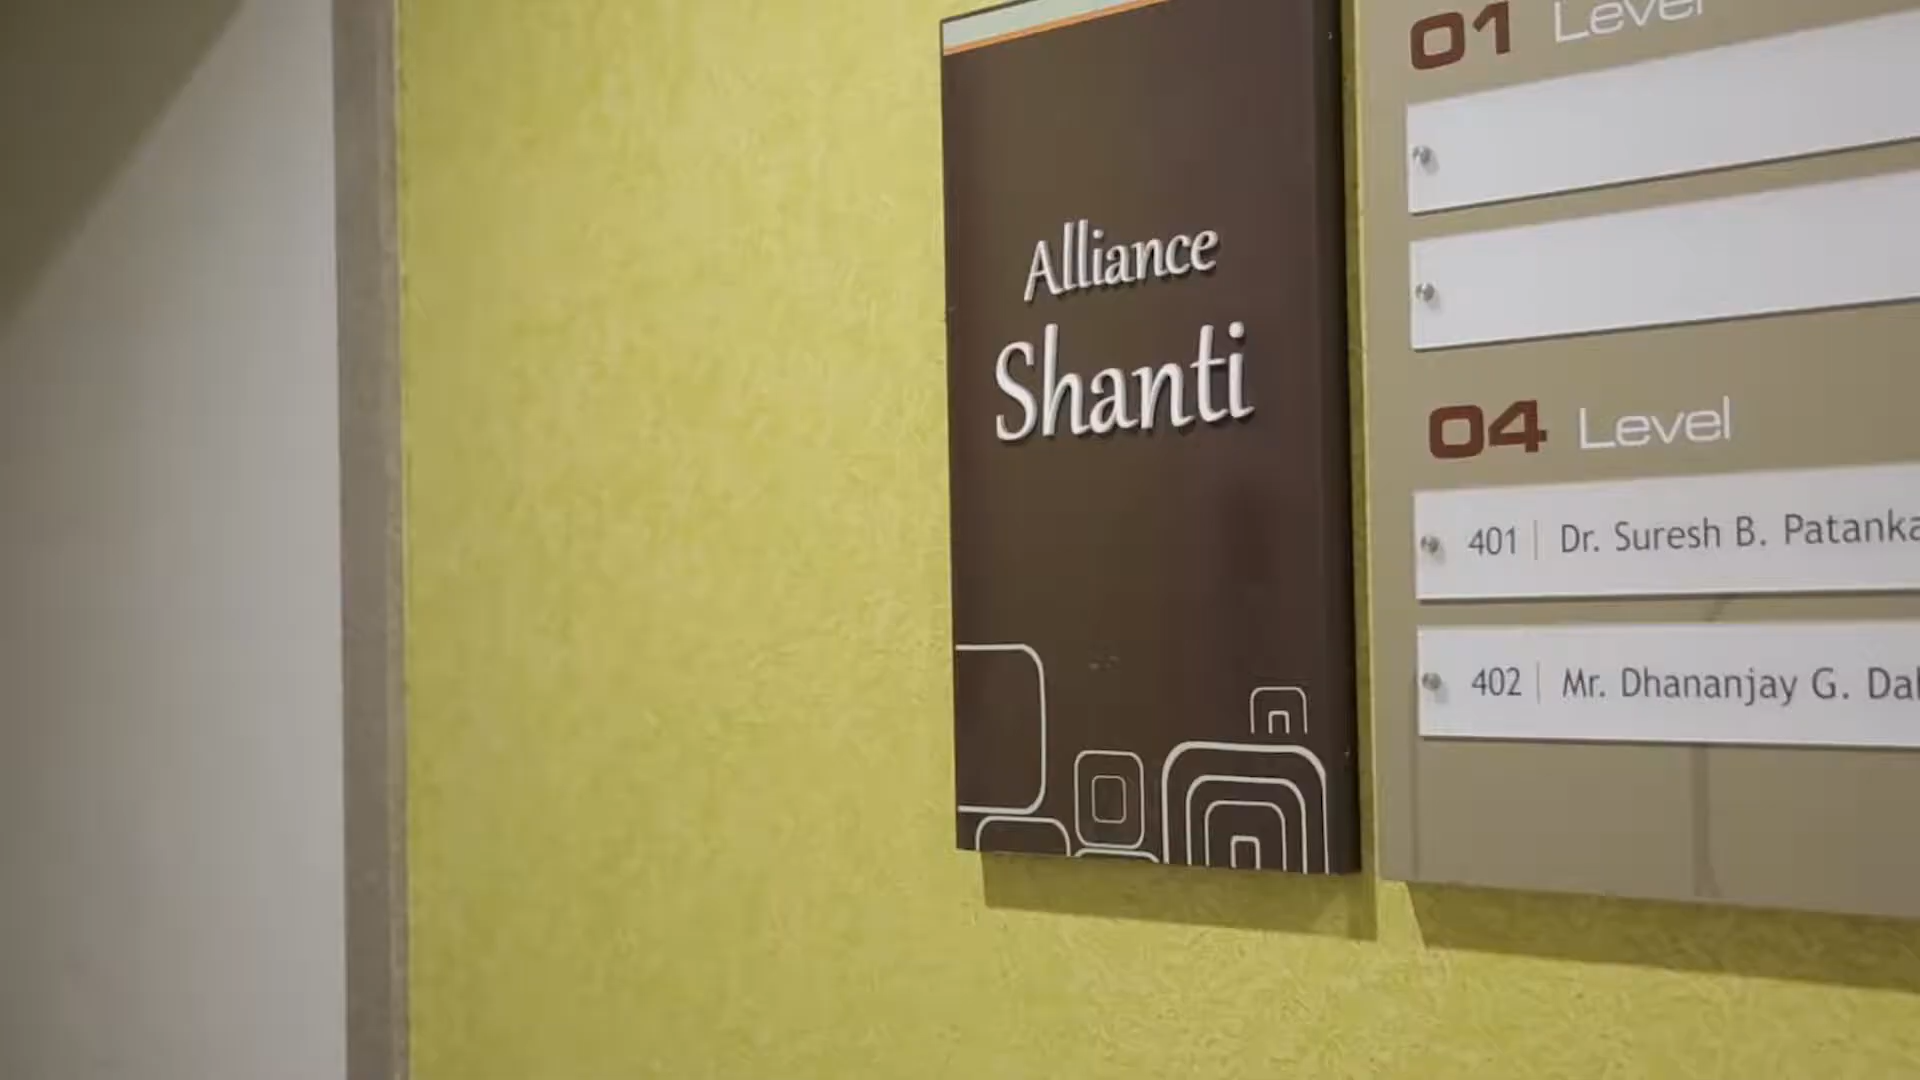 Alliance
Shanti
01 Level
04 Level
401 Dr. Suresh B.
402 Mr. Dhananjay G.